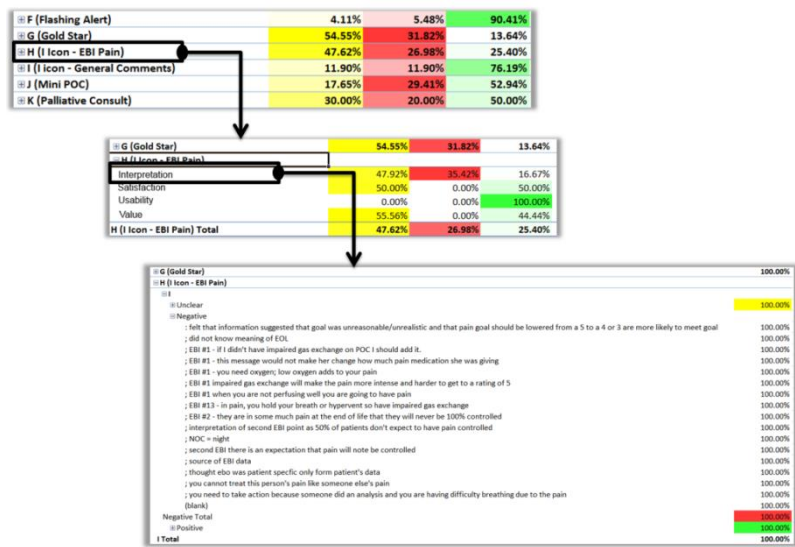 F (Flashing Alert) 4.11% 5.48% 90.41%
G (Gold Star) 54.55% 31.82% 13.64%
H (I Icon - EBI Pain) 47.62% 26.98% 25.40%
I (I icon - General Comments) 11.90% 11.90% 76.19%
J (Mini POC) 17.65% 29.41% 52.94%
K (Palliative Consult) 30.00% 20.00% 50.00%
G (Gold Star) 54.55% 31.82% 13.64%
H (I Icon - EBI Pain)
Interpretation 47.92% 35.42% 16.67%
Satisfaction 50.00% 0.00% 50.00%
Usability 0.00% 0.00% 100.00%
Value 55.56% 0.00% 44.44%
H (I Icon - EBI Pain) Total 47.62% 26.98% 25.40%
G (Gold Star) 100.00%
H (I Icon - EBI Pain)
I
Unclear 100.00%
Negative
: felt that information suggested that goal was unreasonable/unrealistic and that pain goal should be lowered from a 5 to a 4 or 3 are more likely to meet goal 100.00%
; did not know meaning of EOL 100.00%
; EBI #1 - if I didn't have impaired gas exchange on POC I should add it. 100.00%
; EBI #1 - this message would not make her change how much pain medication she was giving 100.00%
; EBI #1 - you need oxygen; low oxygen adds to your pain 100.00%
; EBI #1 impaired gas exchange will make the pain more intense and harder to get to a rating of 5 100.00%
; EBI #1 when you are not perfusing well you are going to have pain 100.00%
; EBI #13 - in pain, you hold your breath or hypervent so have impaired gas exchange 100.00%
; EBI #2 - they are in some much pain at the end of life that they will never be 100% controlled 100.00%
; interpretation of second EBI point as 50% of patients don't expect to have pain controlled 100.00%
; NOC = night 100.00%
; second EBI there is an expectation that pain will note be controlled 100.00%
; source of EBI data 100.00%
; thought ebo was patient specfic only form patient's data 100.00%
; you cannot treat this person's pain like someone else's pain 100.00%
; you need to take action because someone did an analysis and you are having difficulty breathing due to the pain 100.00%
(blank) 100.00%
Negative Total 100.00%
Positive 100.00%
I Total 100.00%